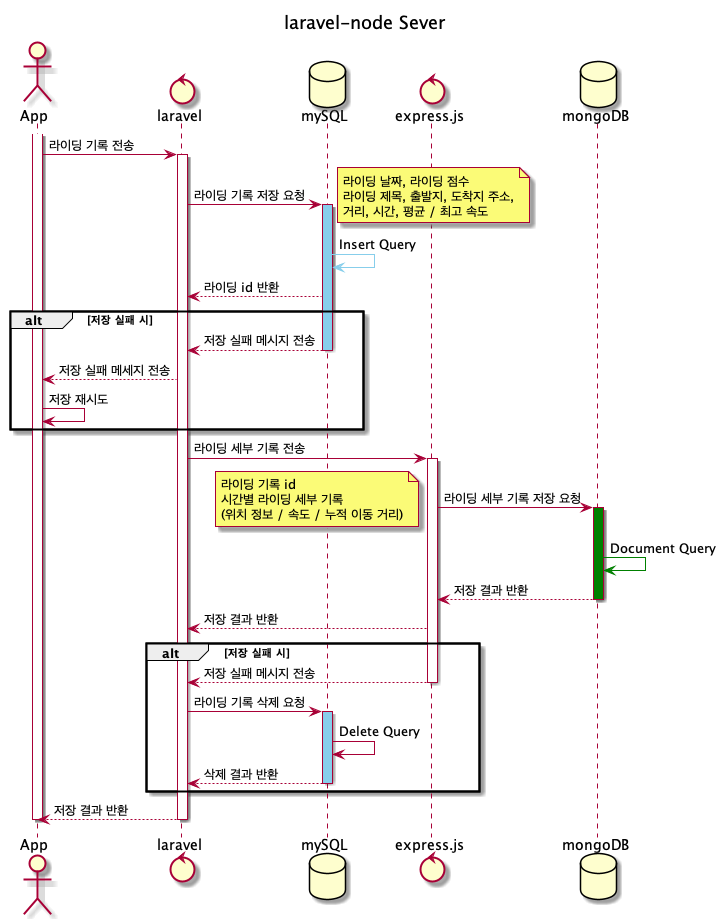 laravel-node Sever
App
laravel
mySQL
express.js
mongoDB
라이딩 기록 전송
라이딩 기록 저장 요청
라이딩 날짜, 라이딩 점수
라이딩 제목, 출발지, 도착지 주소,
거리, 시간, 평균 / 최고 속도
Insert Query
라이딩 id 반환
alt
[저장 실패 시]
저장 실패 메시지 전송
저장 실패 메세지 전송
저장 재시도
라이딩 세부 기록 전송
라이딩 기록 id
시간별 라이딩 세부 기록
(위치 정보 / 속도 / 누적 이동 거리)
라이딩 세부 기록 저장 요청
Document Query
저장 결과 반환
저장 결과 반환
alt
[저장 실패 시]
저장 실패 메시지 전송
라이딩 기록 삭제 요청
Delete Query
삭제 결과 반환
저장 결과 반환
App
laravel
mySQL
express.js
mongoDB